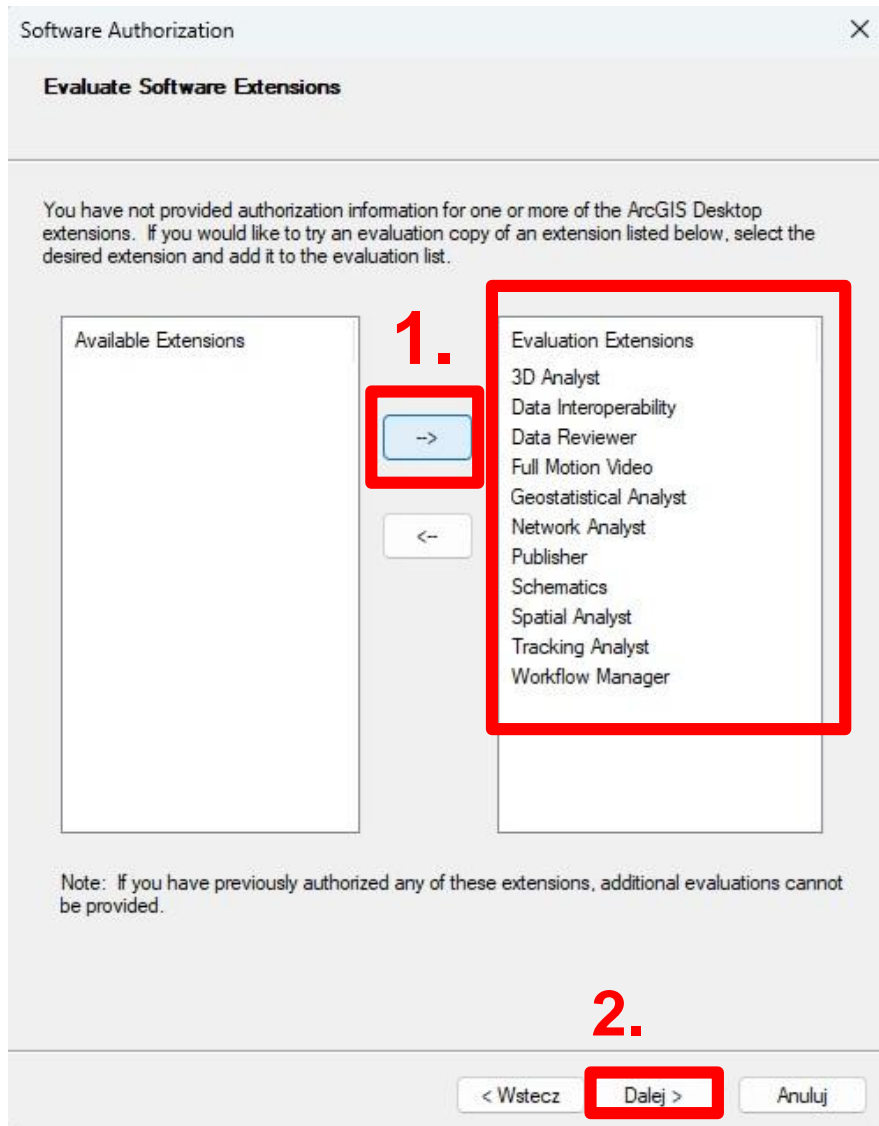 Software Authorization
Evaluate Software Extensions
You have not provided authorization information for one or more of the ArcGIS Desktop
extensions. If you would like to try an evaluation copy of an extension listed below, select the
desired extension and add it to the evaluation list.
Available Extensions
1.
-->
<--
Evaluation Extensions
3D Analyst
Data Interoperability
Data Reviewer
Full Motion Video
Geostatistical Analyst
Network Analyst
Publisher
Schematics
Spatial Analyst
Tracking Analyst
Workflow Manager
Note: If you have previously authorized any of these extensions, additional evaluations cannot
be provided.
2.
< Wstecz
Dalej >
Anuluj